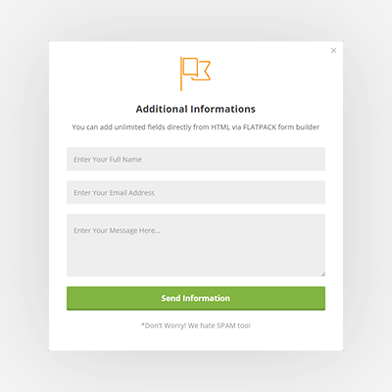 ×
Additional Informations
You can add unlimited fields directly from HTML via FLATPACK form builder
Enter Your Full Name
Enter Your Email Address
Enter Your Message Here...
Send Information
*Don't Worry! We hate SPAM too!